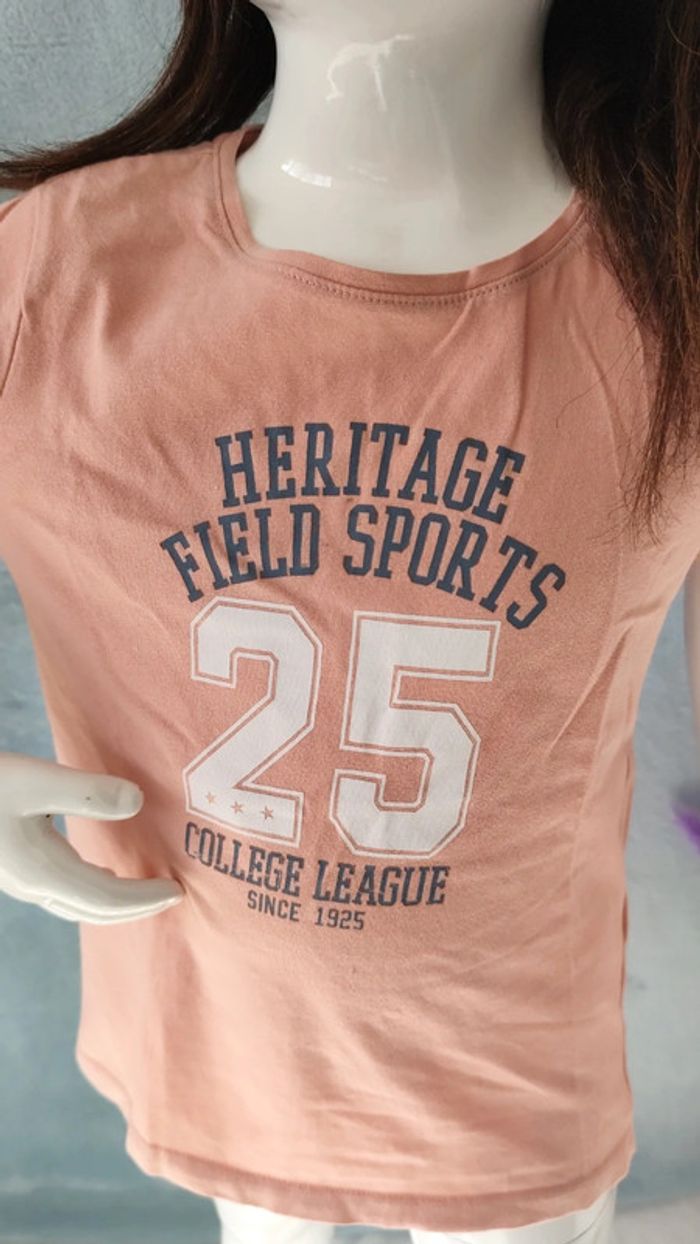 HERITAGE
FIELD SPORTS
25
COLLEGE LEAGUE
SINCE 1925